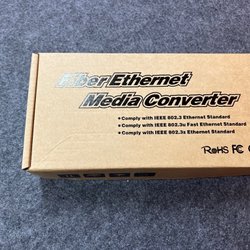 Fiber Ethernet
Media Converter
• Comply with IEEE 802.3 Ethernet Standard
• Comply with IEEE 802.3u Fast Ethernet Standard
• Comply with IEEE 802.3z Ethernet Standard
RoHS FC